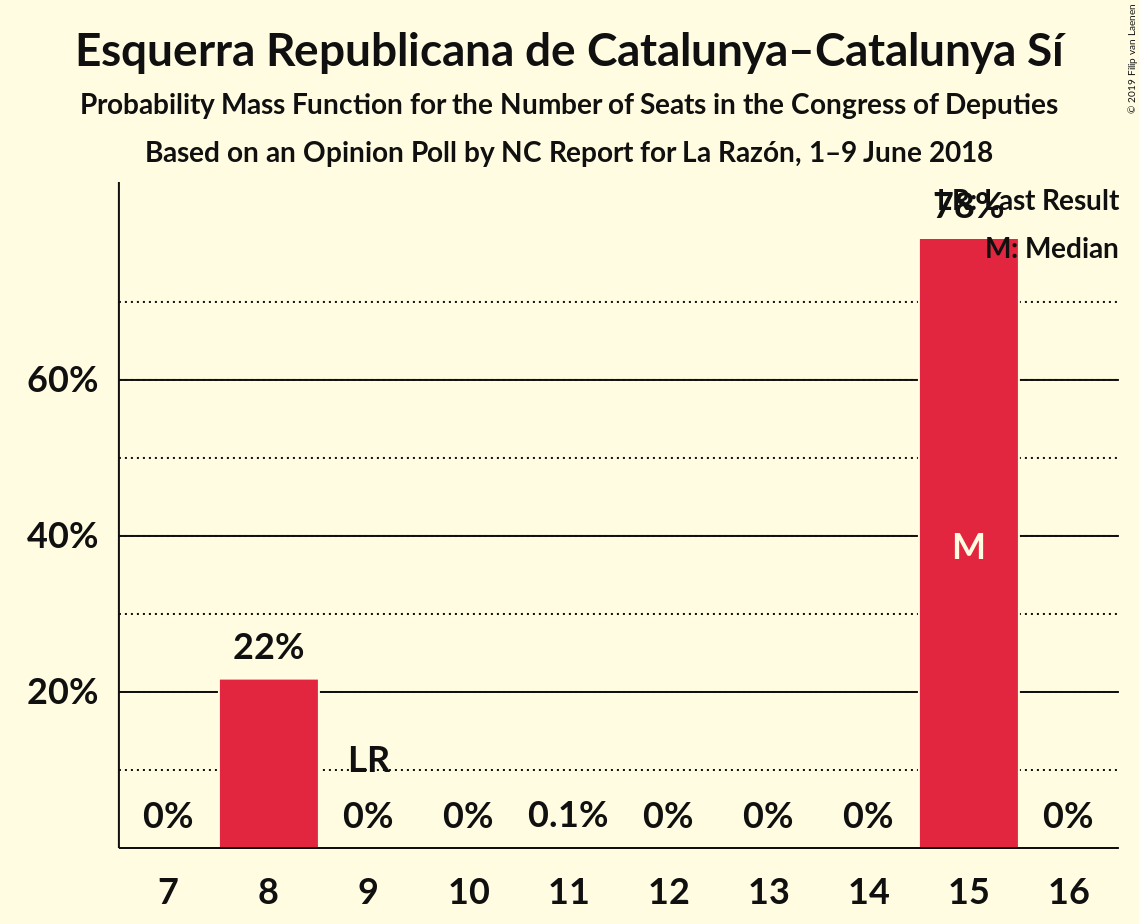 Esquerra Republicana de Catalunya–Catalunya Sí
Probability Mass Function for the Number of Seats in the Congress of Deputies
Based on an Opinion Poll by NC Report for La Razón, 1–9 June 2018
© 2019 Filip van Laenen
LR: Last Result
M: Median
78%
60%
40%
M
22%
20%
LR
0% 0% 0% 0.1% 0% 0% 0% 0%
7 8 9 10 11 12 13 14 15 16